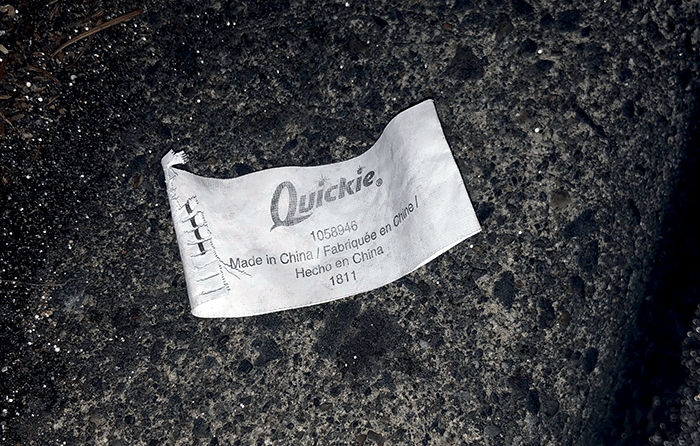 Quickie®
1058946
Made in China / Fabriquée en Chine /
Hecho en China
1811